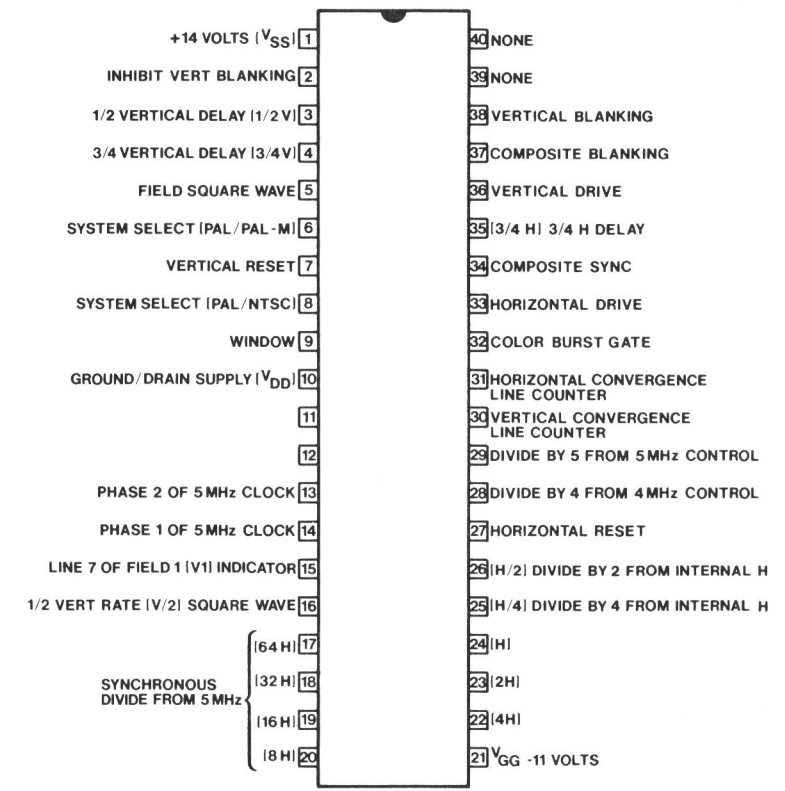 +14 VOLTS (VSS) 1
INHIBIT VERT BLANKING 2
1/2 VERTICAL DELAY (1/2 V) 3
3/4 VERTICAL DELAY (3/4 V) 4
FIELD SQUARE WAVE 5
SYSTEM SELECT (PAL/PAL-M) 6
VERTICAL RESET 7
SYSTEM SELECT (PAL/NTSC) 8
WINDOW 9
GROUND/DRAIN SUPPLY (VDD) 10
11
12
PHASE 2 OF 5 MHz CLOCK 13
PHASE 1 OF 5 MHz CLOCK 14
LINE 7 OF FIELD 1 (V1) INDICATOR 15
1/2 VERT RATE (V/2) SQUARE WAVE 16
SYNCHRONOUS
DIVIDE FROM 5 MHz
(64 H) 17
(32 H) 18
(16 H) 19
(8 H) 20
40 NONE
39 NONE
38 VERTICAL BLANKING
37 COMPOSITE BLANKING
36 VERTICAL DRIVE
35 (3/4 H) 3/4 H DELAY
34 COMPOSITE SYNC
33 HORIZONTAL DRIVE
32 COLOR BURST GATE
31 HORIZONTAL CONVERGENCE
LINE COUNTER
30 VERTICAL CONVERGENCE
LINE COUNTER
29 DIVIDE BY 5 FROM 5 MHz CONTROL
28 DIVIDE BY 4 FROM 4 MHz CONTROL
27 HORIZONTAL RESET
26 (H/2) DIVIDE BY 2 FROM INTERNAL H
25 (H/4) DIVIDE BY 4 FROM INTERNAL H
24 (H)
23 (2H)
22 (4H)
21 VGG -11 VOLTS